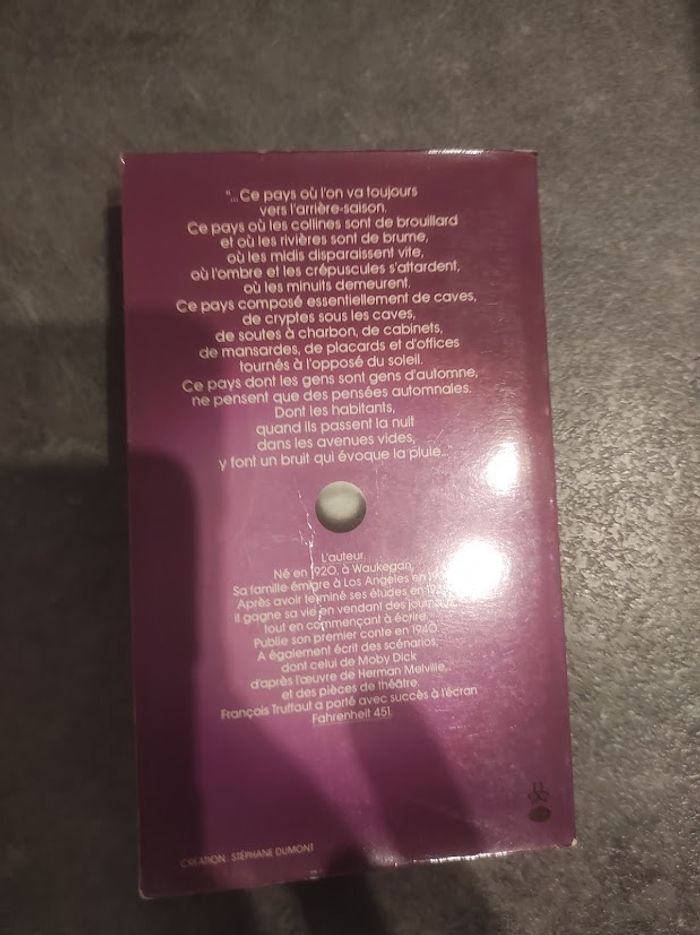 "...Ce pays où l'on va toujours
vers l'arrière-saison.
Ce pays où les collines sont de brouillard
et où les rivières sont de brume,
où les midis disparaissent vite,
où l'ombre et les crépuscules s'attardent,
où les minuits demeurent.
Ce pays composé essentiellement de caves,
de cryptes sous les caves,
de soutes à charbon, de cabinets,
de mansardes, de placards et d'offices
tournés à l'opposé du soleil.
Ce pays dont les gens sont gens d'automne,
ne pensent que des pensées automnales.
Dont les habitants,
quand ils passent la nuit
dans les avenues vides,
y font un bruit qui évoque la pluie..."
L'auteur.
Né en 1920, à Waukegan.
Sa famille émigre à Los Angeles en
Après avoir terminé ses études en
il gagne sa vie en vendant des journaux
tout en commençant à écrire.
Publie son premier conte en 1940.
A également écrit des scénarios,
dont celui de Moby Dick
d'après l'œuvre de Herman Melville,
et des pièces de théâtre.
François Truffaut a porté avec succès à l'écran
Fahrenheit 451.
CRÉATION : STÉPHANE DUMONT